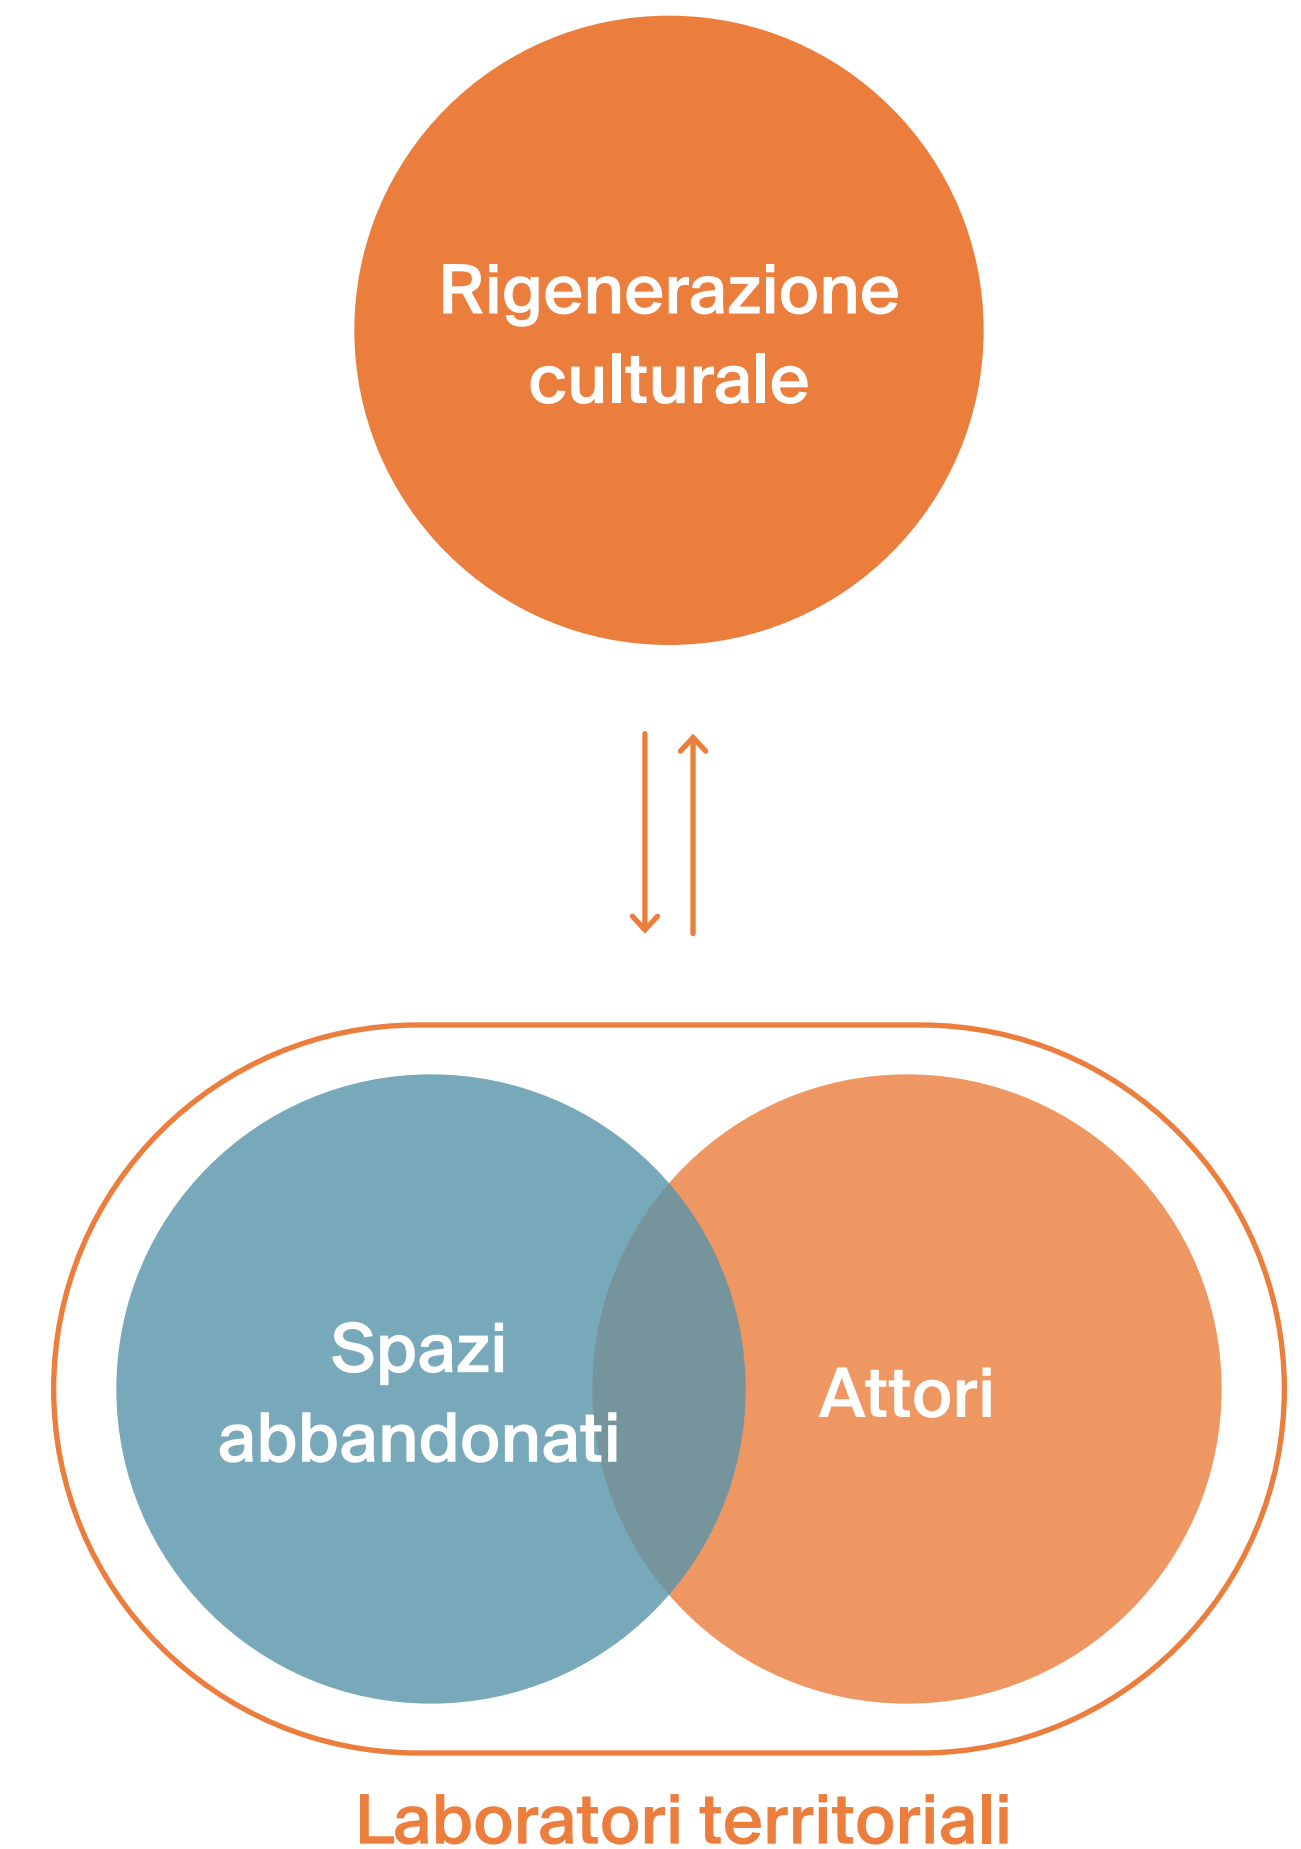 Rigenerazione
culturale
Spazi
abbandonati
Attori
Laboratori territoriali